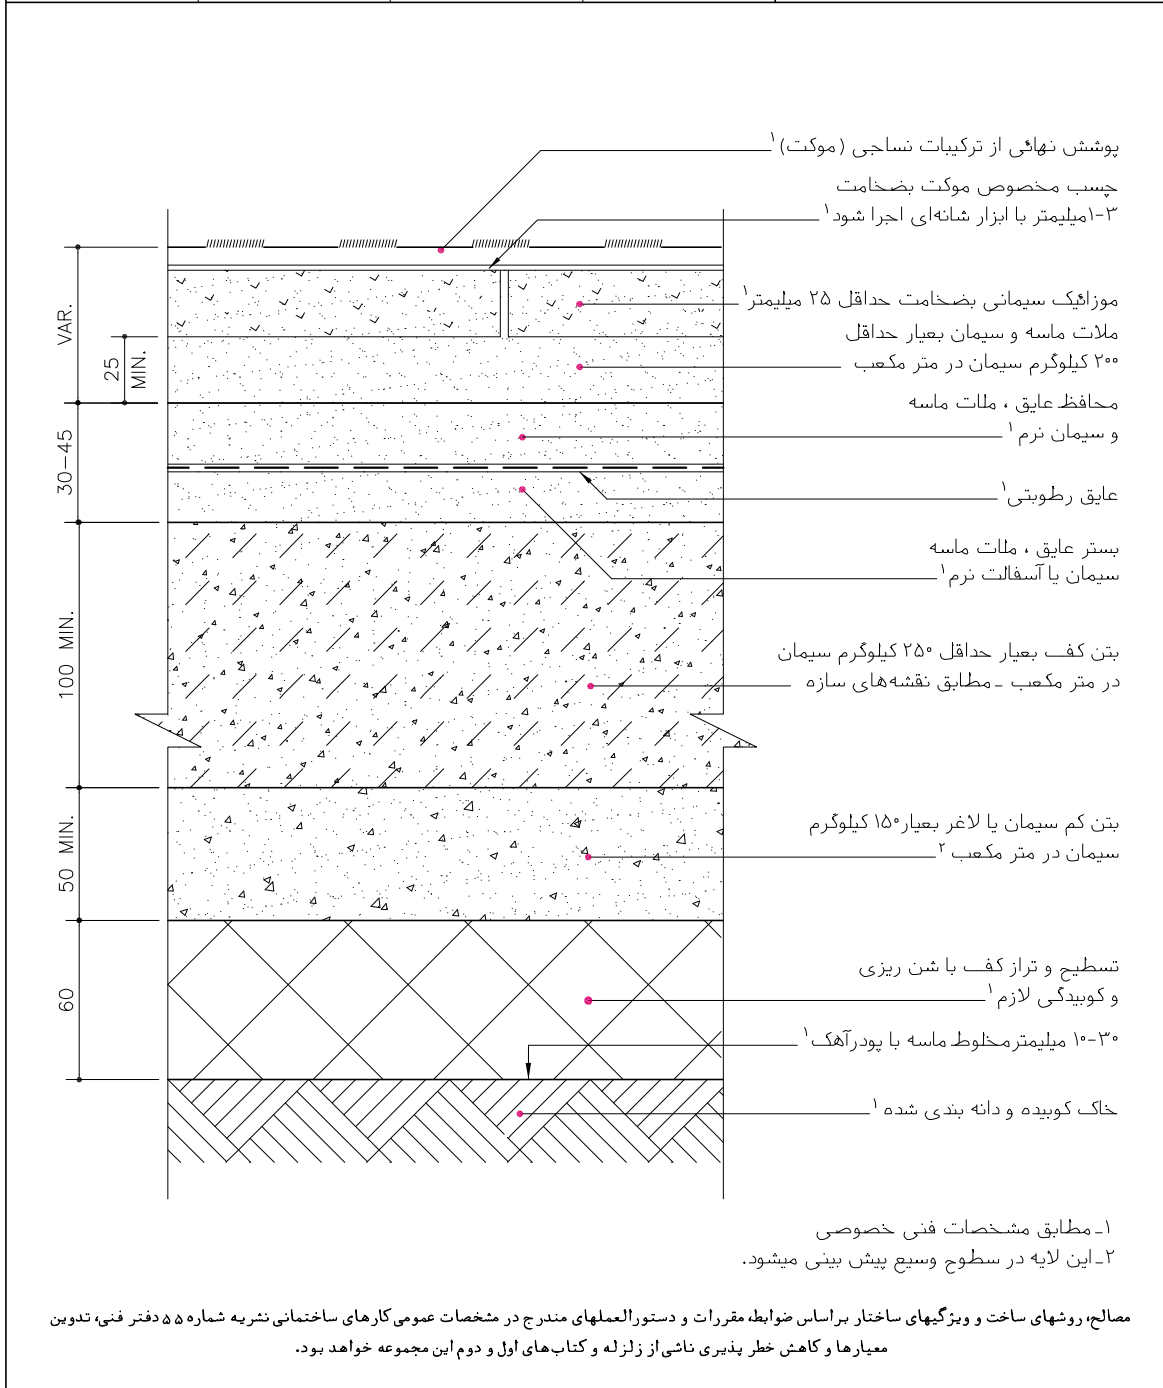 پوشش نهائی از ترکیبات نساجی (موکت)۱
چسب مخصوص موکت بضخامت
۱-۳میلیمتر با ابزار شانه‌ای اجرا شود۱
موزائیک سیمانی بضخامت حداقل ۲۵ میلیمتر۱
ملات ماسه و سیمان بعیار حداقل
۲۰۰ کیلوگرم سیمان در متر مکعب
محافظ عایق ، ملات ماسه
و سیمان نرم۱
عایق رطوبتی۱
بستر عایق ، ملات ماسه
سیمان یا آسفالت نرم۱
بتن کف بعیار حداقل ۲۵۰ کیلوگرم سیمان
در متر مکعب - مطابق نقشه‌های سازه
بتن کم سیمان یا لاغر بعیار۱۵۰ کیلوگرم
سیمان در متر مکعب ۲
تسطیح و تراز کف با شن ریزی
و کوبیدگی لازم۱
۱۰-۳۰ میلیمترمخلوط ماسه با پودرآهک۱
خاک کوبیده و دانه بندی شده۱
VAR.
25
MIN.
30-45
100 MIN.
50 MIN.
60
۱-مطابق مشخصات فنی خصوصی
۲-این لایه در سطوح وسیع پیش بینی میشود.
مصالح، روشهای ساخت و ویژگیهای ساختار براساس ضوابط، مقررات و دستورالعملهای مندرج در مشخصات عمومی کارهای ساختمانی نشریه شماره ۵۵ دفتر فنی، تدوین
معیارها و کاهش خطر پذیری ناشی از زلزله و کتاب‌های اول و دوم این مجموعه خواهد بود.